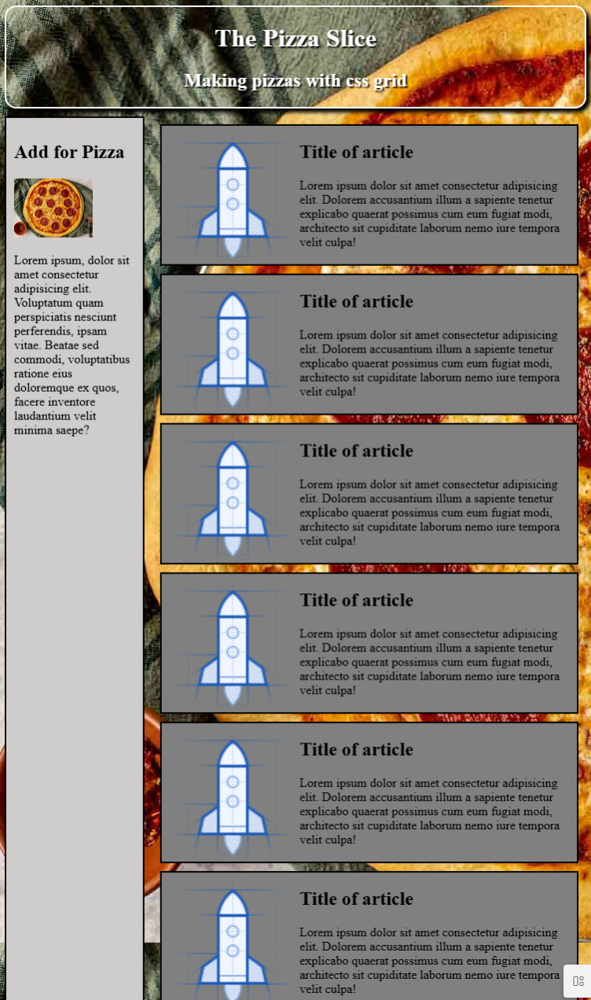 The Pizza Slice
Making pizzas with css grid
Add for Pizza
Lorem ipsum, dolor sit
amet consectetur
adipisicing elit.
Voluptatum quam
perspiciatis nesciunt
perferendis, ipsam
vitae. Beatae sed
commodi, voluptatibus
ratione eius
doloremque ex quos,
facere inventore
laudantium velit
minima saepe?
Title of article
Lorem ipsum dolor sit amet consectetur adipisicing
elit. Dolorem accusantium illum a sapiente tenetur
explicabo quaerat possimus cum eum fugiat modi,
architecto sit cupiditate laborum nemo iure tempora
velit culpa!
Title of article
Lorem ipsum dolor sit amet consectetur adipisicing
elit. Dolorem accusantium illum a sapiente tenetur
explicabo quaerat possimus cum eum fugiat modi,
architecto sit cupiditate laborum nemo iure tempora
velit culpa!
Title of article
Lorem ipsum dolor sit amet consectetur adipisicing
elit. Dolorem accusantium illum a sapiente tenetur
explicabo quaerat possimus cum eum fugiat modi,
architecto sit cupiditate laborum nemo iure tempora
velit culpa!
Title of article
Lorem ipsum dolor sit amet consectetur adipisicing
elit. Dolorem accusantium illum a sapiente tenetur
explicabo quaerat possimus cum eum fugiat modi,
architecto sit cupiditate laborum nemo iure tempora
velit culpa!
Title of article
Lorem ipsum dolor sit amet consectetur adipisicing
elit. Dolorem accusantium illum a sapiente tenetur
explicabo quaerat possimus cum eum fugiat modi,
architecto sit cupiditate laborum nemo iure tempora
velit culpa!
Title of article
Lorem ipsum dolor sit amet consectetur adipisicing
elit. Dolorem accusantium illum a sapiente tenetur
explicabo quaerat possimus cum eum fugiat modi,
architecto sit cupiditate laborum nemo iure tempora
velit culpa!